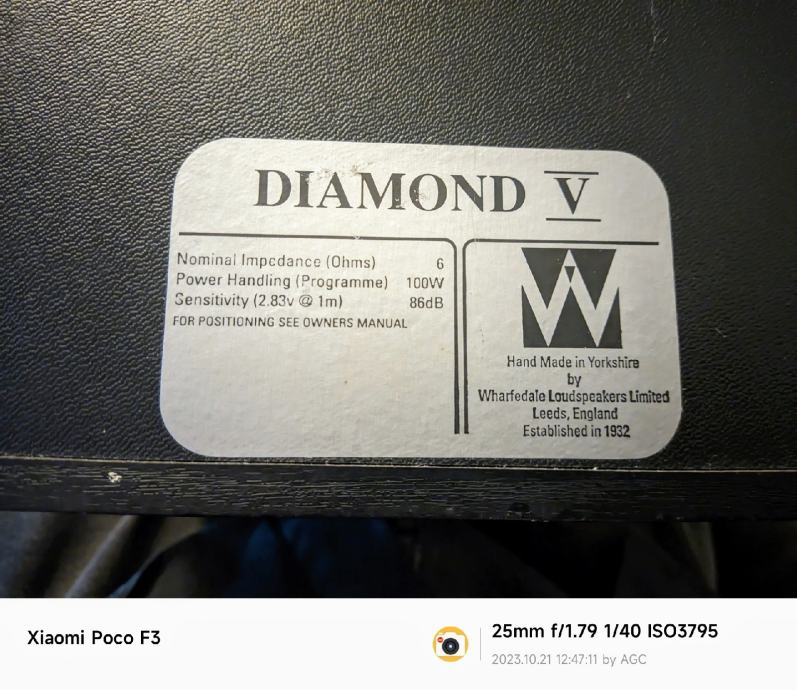 DIAMOND V
Nominal Impedance (Ohms) 6
Power Handling (Programme) 100W
Sensitivity (2.83v @ 1m) 86dB
FOR POSITIONING SEE OWNERS MANUAL
W
Hand Made in Yorkshire
by
Wharfedale Loudspeakers Limited
Leeds, England
Established in 1932
Xiaomi Poco F3
25mm f/1.79 1/40 ISO3795
2023.10.21 12:47:11 by AGC